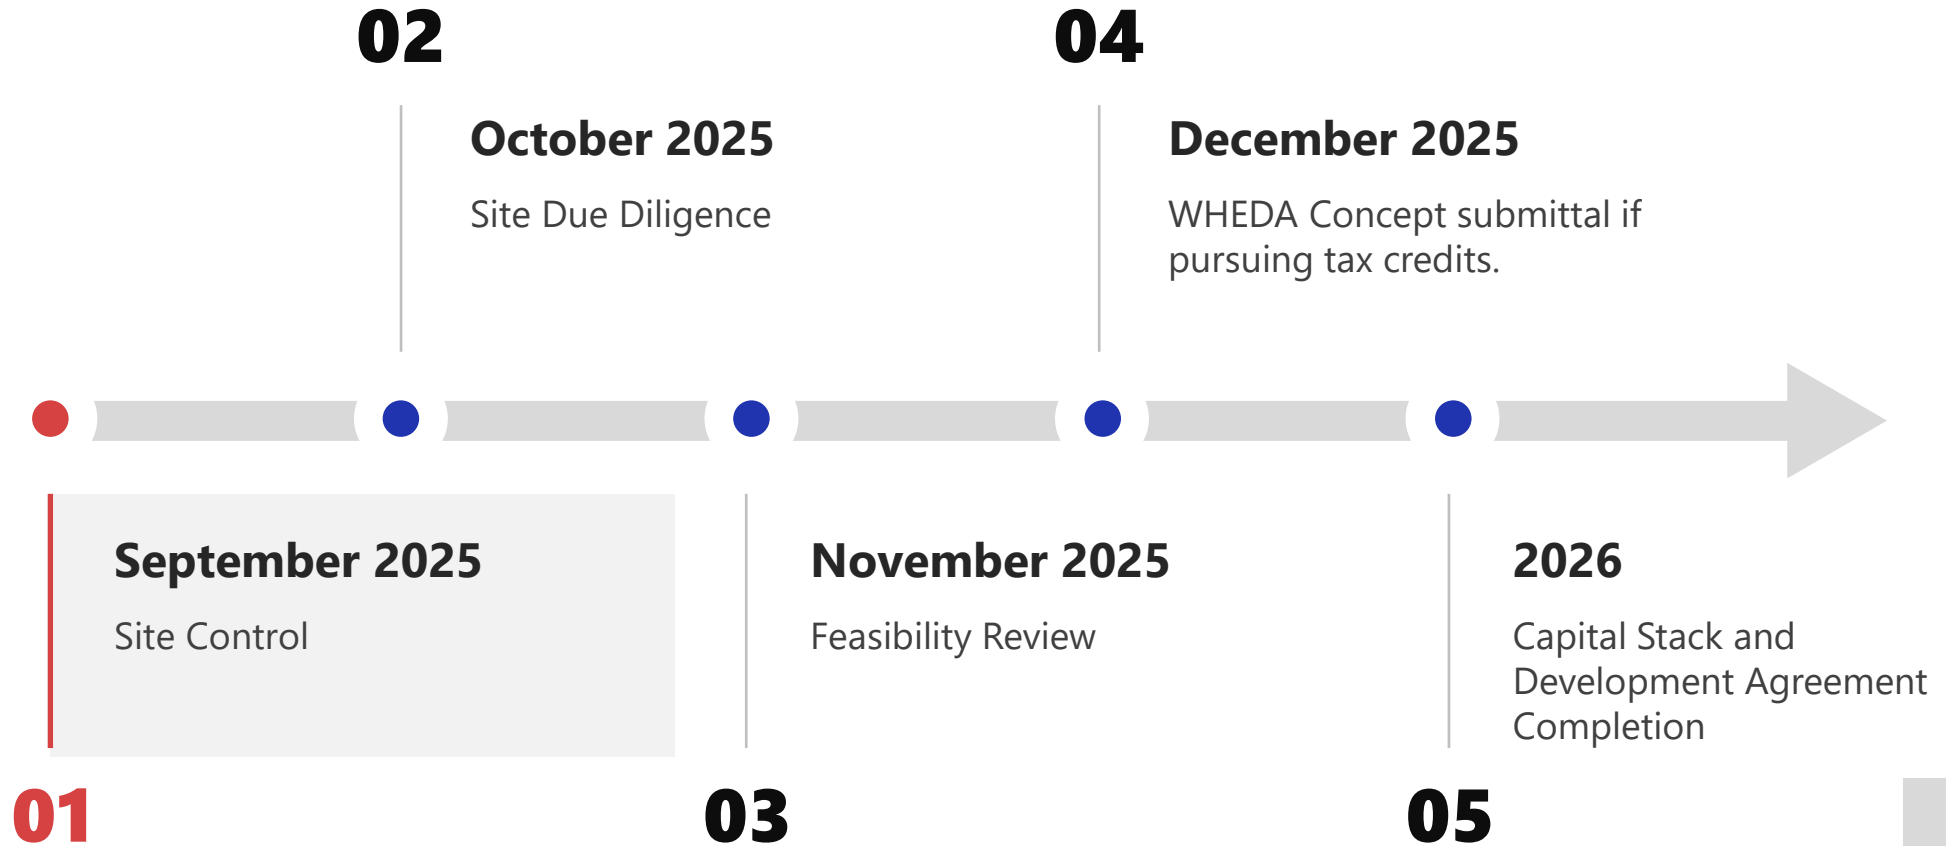 02
04
October 2025
Site Due Diligence
December 2025
WHEDA Concept submittal if
pursuing tax credits.
September 2025
Site Control
November 2025
Feasibility Review
2026
Capital Stack and
Development Agreement
Completion
01
03
05